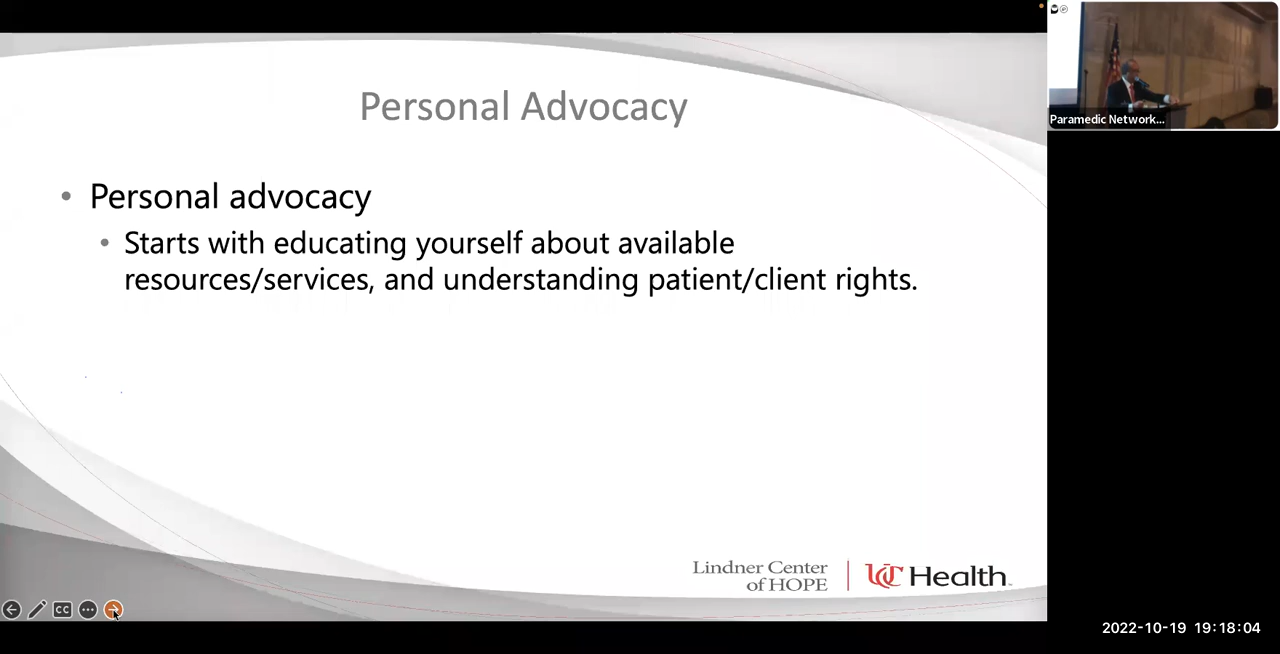 Personal Advocacy
Personal advocacy
Starts with educating yourself about available
resources/services, and understanding patient/client rights.
Lindner Center
of HOPE
UC Health
CC
Paramedic Network...
2022-10-19 19:18:04